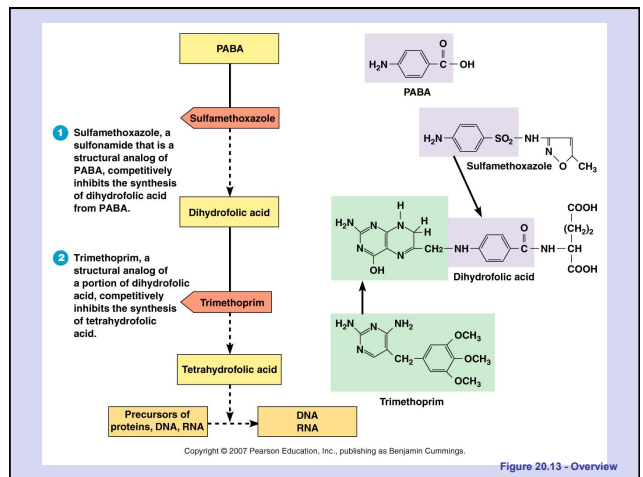 PABA
Sulfamethoxazole
1 Sulfamethoxazole, a
sulfonamide that is a
structural analog of
PABA, competitively
inhibits the synthesis
of dihydrofolic acid
from PABA.
Dihydrofolic acid
2 Trimethoprim, a
structural analog of
a portion of dihydrofolic
acid, competitively
inhibits the synthesis
of tetrahydrofolic
acid.
Trimethoprim
Tetrahydrofolic acid
Precursors of
proteins, DNA, RNA
DNA
RNA
O
H₂N C OH
PABA
H₂N SO₂ NH
N
O CH₃
Sulfamethoxazole
H
H₂N N H
N H
N N
OH
CH₂ NH
O
C NH C H
COOH
(CH₂)₂
COOH
Dihydrofolic acid
H₂N N NH₂
N
CH₂
OCH₃
OCH₃
OCH₃
Trimethoprim
Copyright © 2007 Pearson Education, Inc., publishing as Benjamin Cummings.
Figure 20.13 - Overview